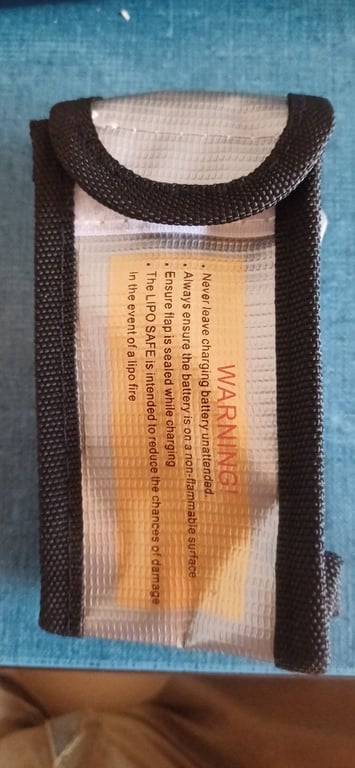 WARNING!
• Never leave charging battery unattended.
• Always ensure the battery is on a non-flammable surface
• Ensure flap is sealed while charging
• The LIPO SAFE is intended to reduce the chances of damage
In the event of a lipo fire